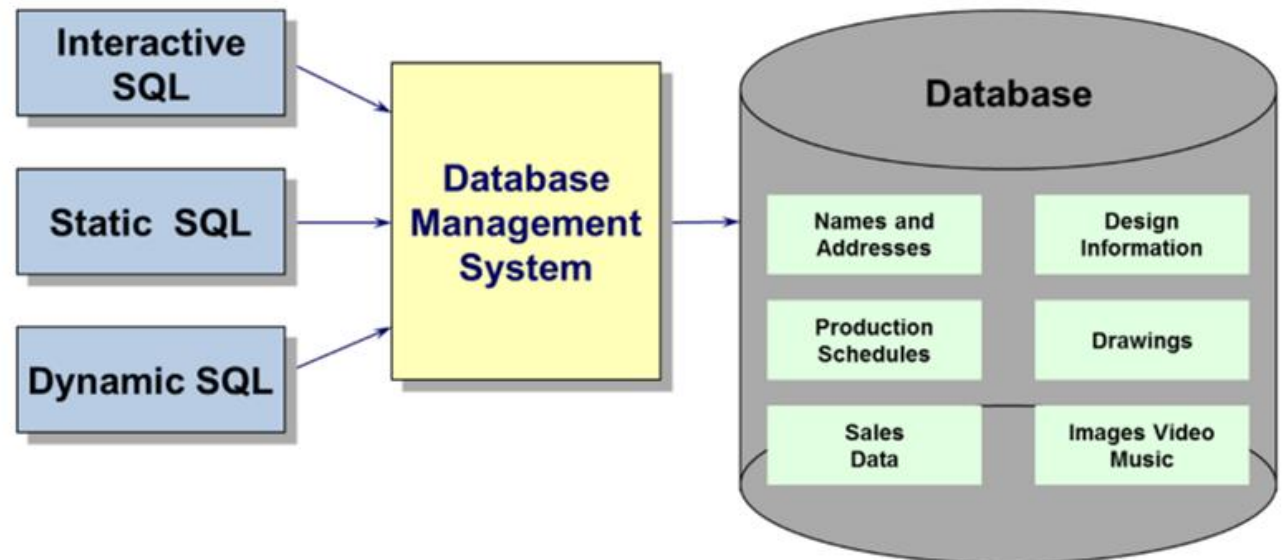 Interactive
SQL
Static SQL
Dynamic SQL
Database
Management
System
Database
Names and
Addresses
Design
Information
Production
Schedules
Drawings
Sales
Data
Images Video
Music